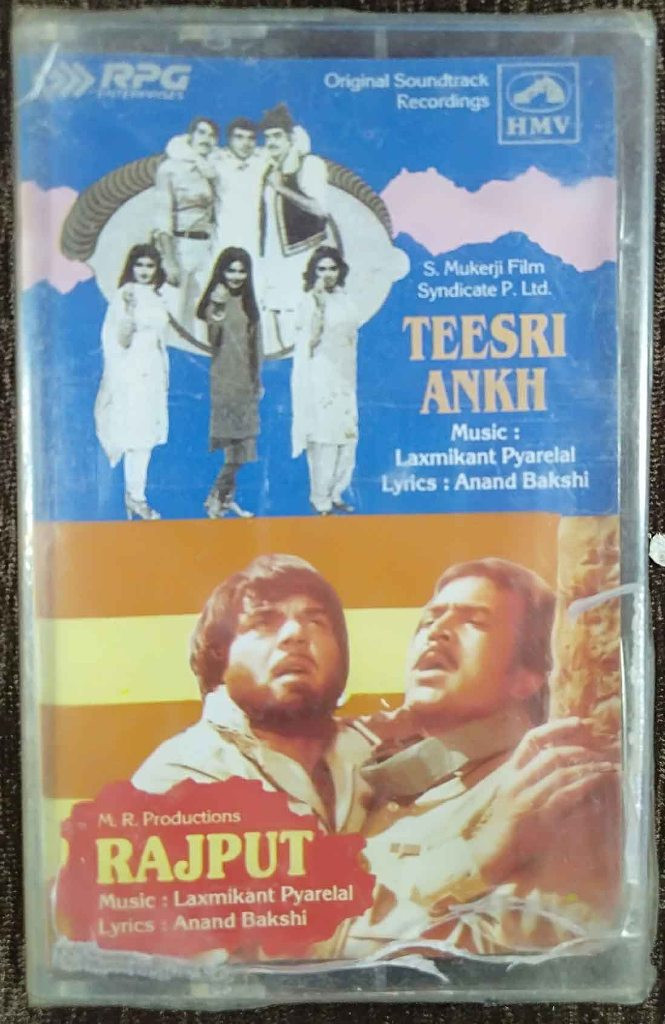 RPG
ENTERPRISES
Original Soundtrack
Recordings
HMV
S. Mukerji Film
Syndicate P. Ltd.
TEESRI
ANKH
Music :
Laxmikant Pyarelal
Lyrics : Anand Bakshi
M. R. Productions
RAJPUT
Music : Laxmikant Pyarelal
Lyrics : Anand Bakshi